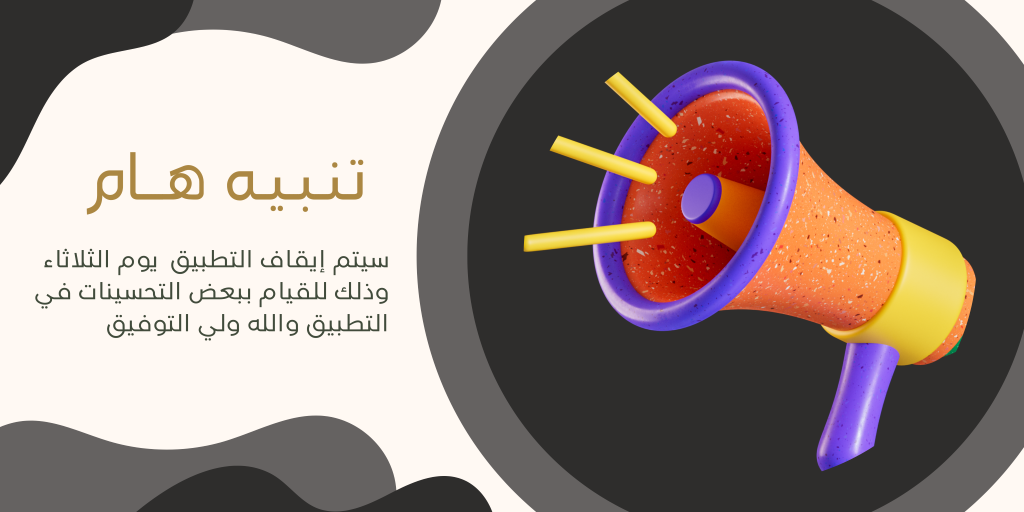 تنبيه هـام
سيتم إيقاف التطبيق يوم الثلاثاء
وذلك للقيام ببعض التحسينات في
التطبيق والله ولي التوفيق